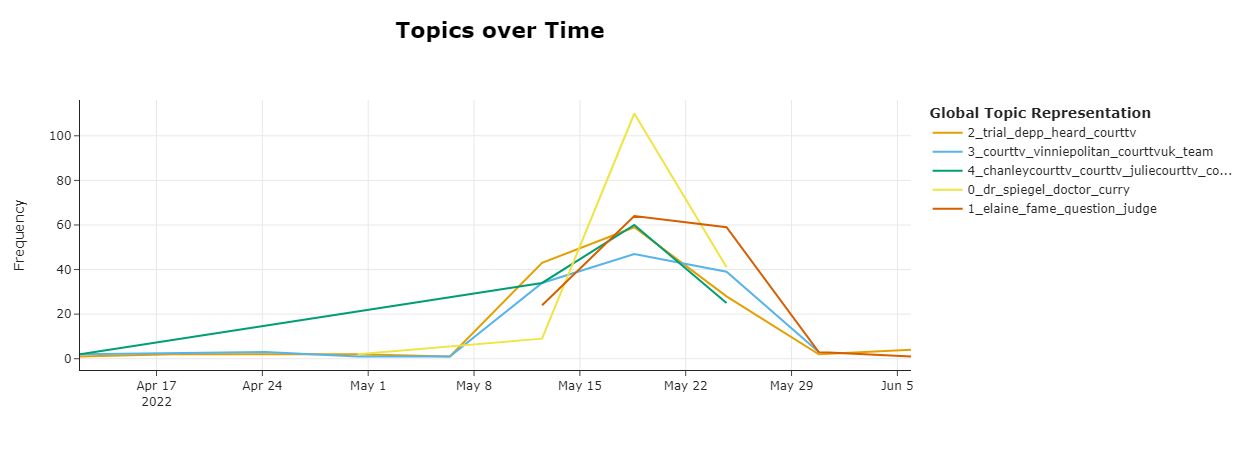 Topics over Time
Global Topic Representation
2_trial_depp_heard_courttv
3_courttv_vinniepolitan_courttvuk_team
4_chanleycourttv_courttv_juliecourttv_co...
0_dr_spiegel_doctor_curry
1_elaine_fame_question_judge
Frequency
100
80
60
40
20
0
Apr 17
2022
Apr 24
May 1
May 8
May 15
May 22
May 29
Jun 5